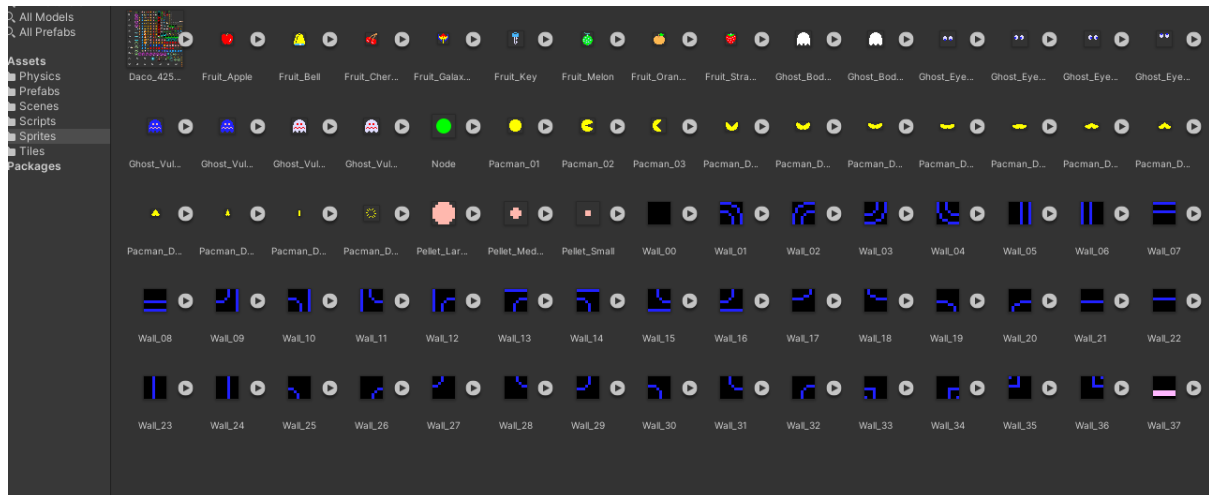 All Models
All Prefabs
Assets
Physics
Prefabs
Scenes
Scripts
Sprites
Tiles
Packages
Daco_425... Fruit_Apple Fruit_Bell Fruit_Cher... Fruit_Galax... Fruit_Key Fruit_Melon Fruit_Oran... Fruit_Stra... Ghost_Bod... Ghost_Bod... Ghost_Eye... Ghost_Eye... Ghost_Eye... Ghost_Eye...
Ghost_Vul... Ghost_Vul... Ghost_Vul... Ghost_Vul... Node Pacman_01 Pacman_02 Pacman_03 Pacman_D... Pacman_D... Pacman_D... Pacman_D... Pacman_D... Pacman_D... Pacman_D...
Pacman_D... Pacman_D... Pacman_D... Pacman_D... Pellet_Lar... Pellet_Med... Pellet_Small Wall_00 Wall_01 Wall_02 Wall_03 Wall_04 Wall_05 Wall_06 Wall_07
Wall_08 Wall_09 Wall_10 Wall_11 Wall_12 Wall_13 Wall_14 Wall_15 Wall_16 Wall_17 Wall_18 Wall_19 Wall_20 Wall_21 Wall_22
Wall_23 Wall_24 Wall_25 Wall_26 Wall_27 Wall_28 Wall_29 Wall_30 Wall_31 Wall_32 Wall_33 Wall_34 Wall_35 Wall_36 Wall_37